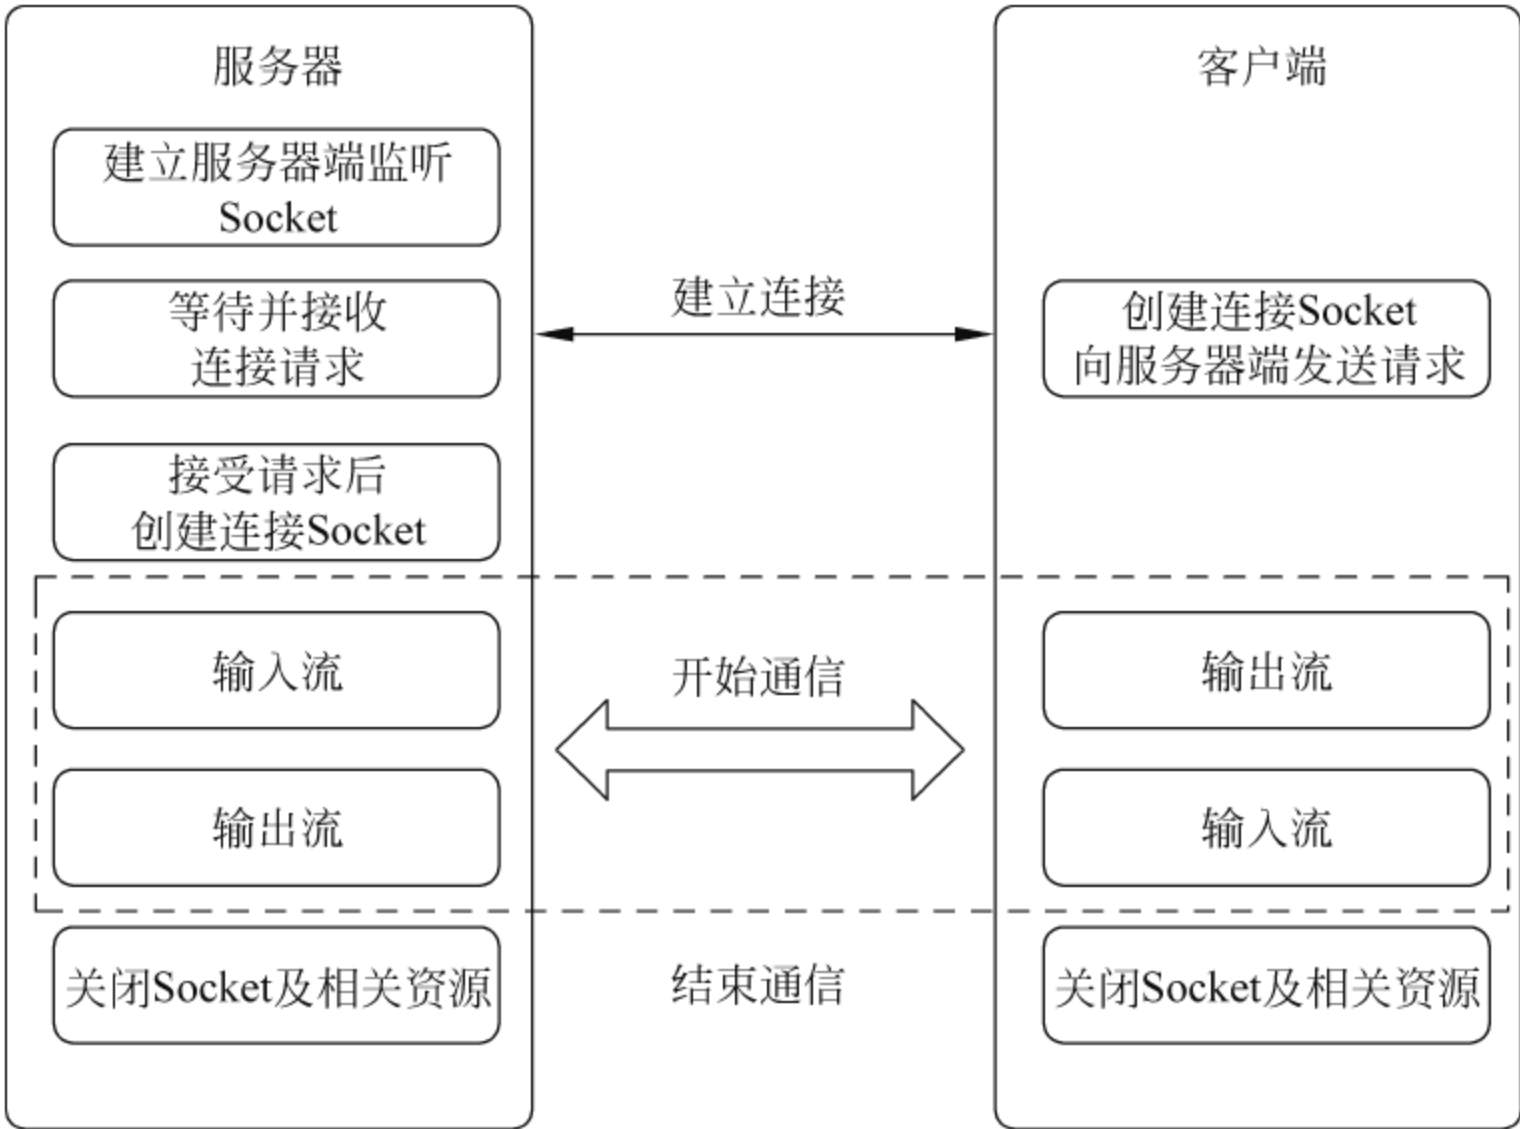 服务器
客户端
建立服务器端监听
Socket
等待并接收
连接请求
建立连接
创建连接Socket
向服务器端发送请求
接受请求后
创建连接Socket
输入流
开始通信
输出流
输出流
输入流
关闭Socket及相关资源
结束通信
关闭Socket及相关资源